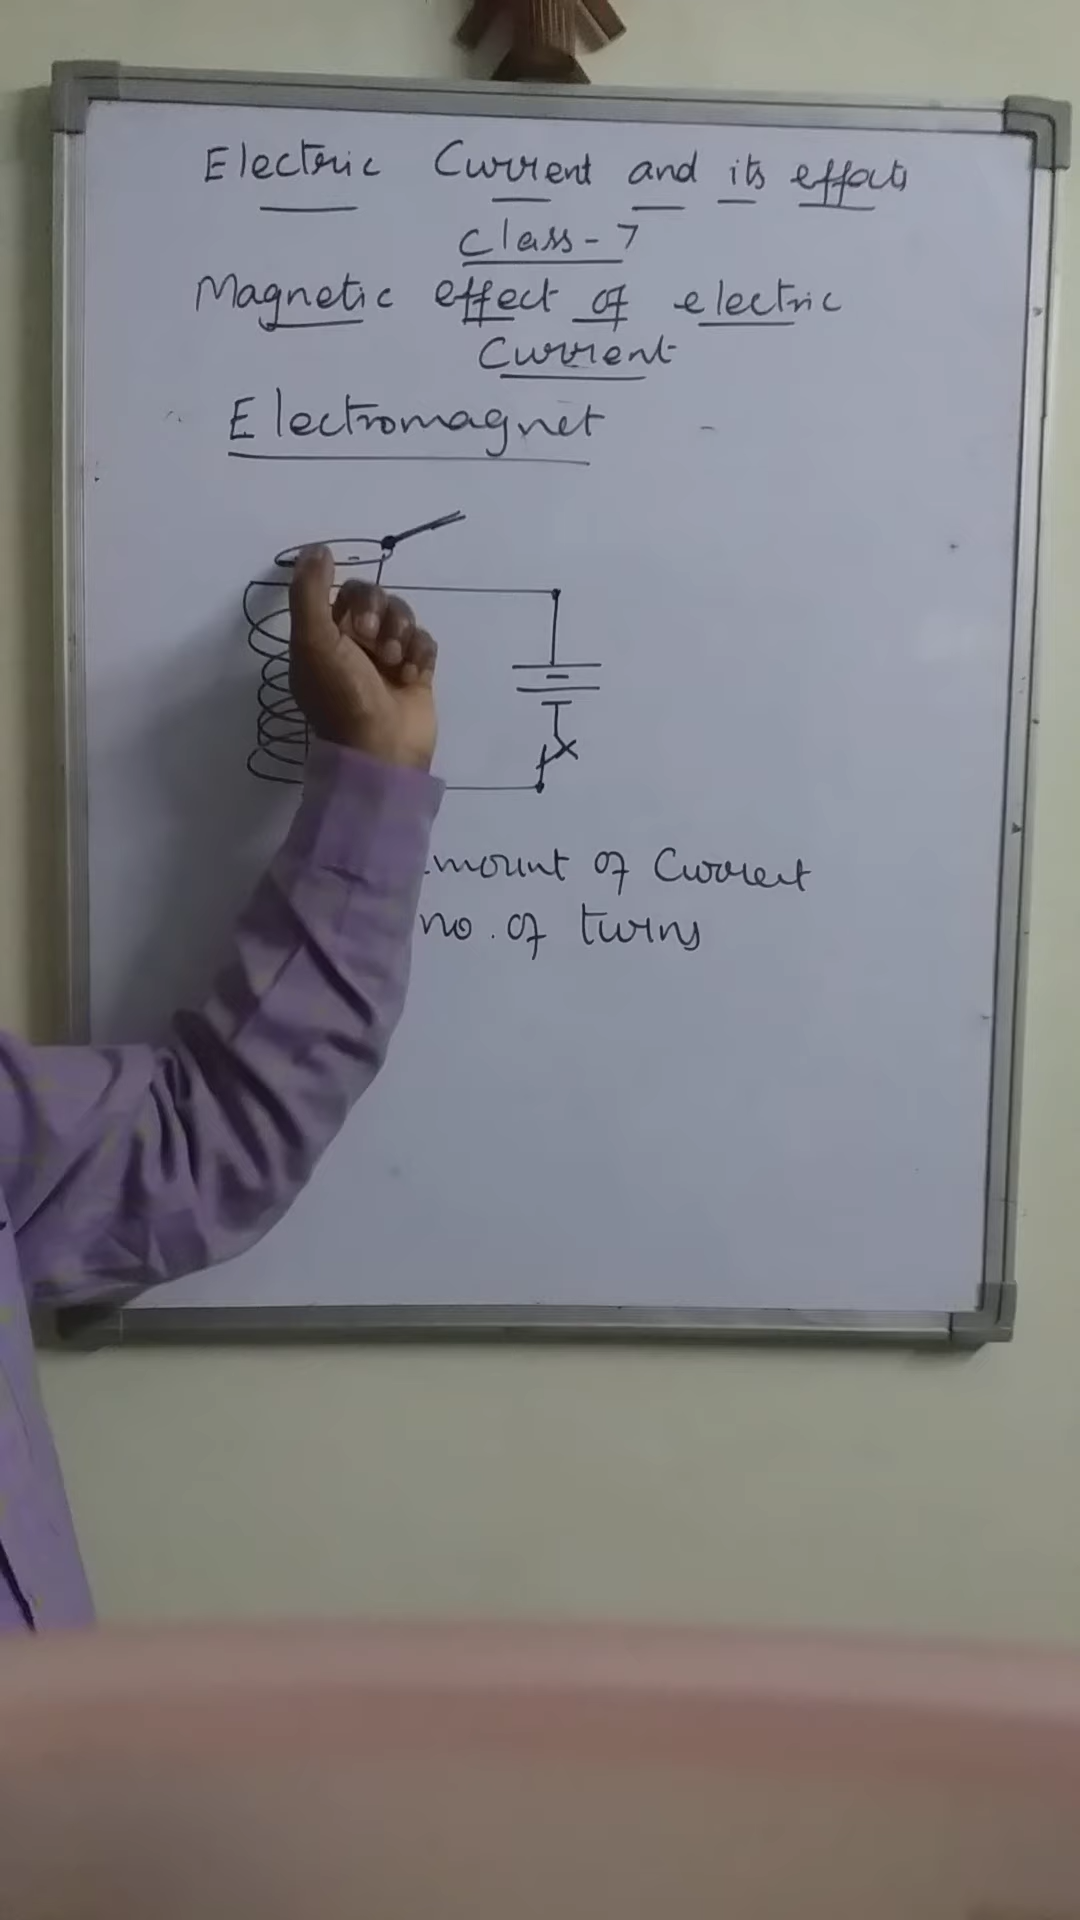 Electric Current and its effects
Class-7
Magnetic effect of electric
Current
Electromagnet
mount of Current
no. of turns